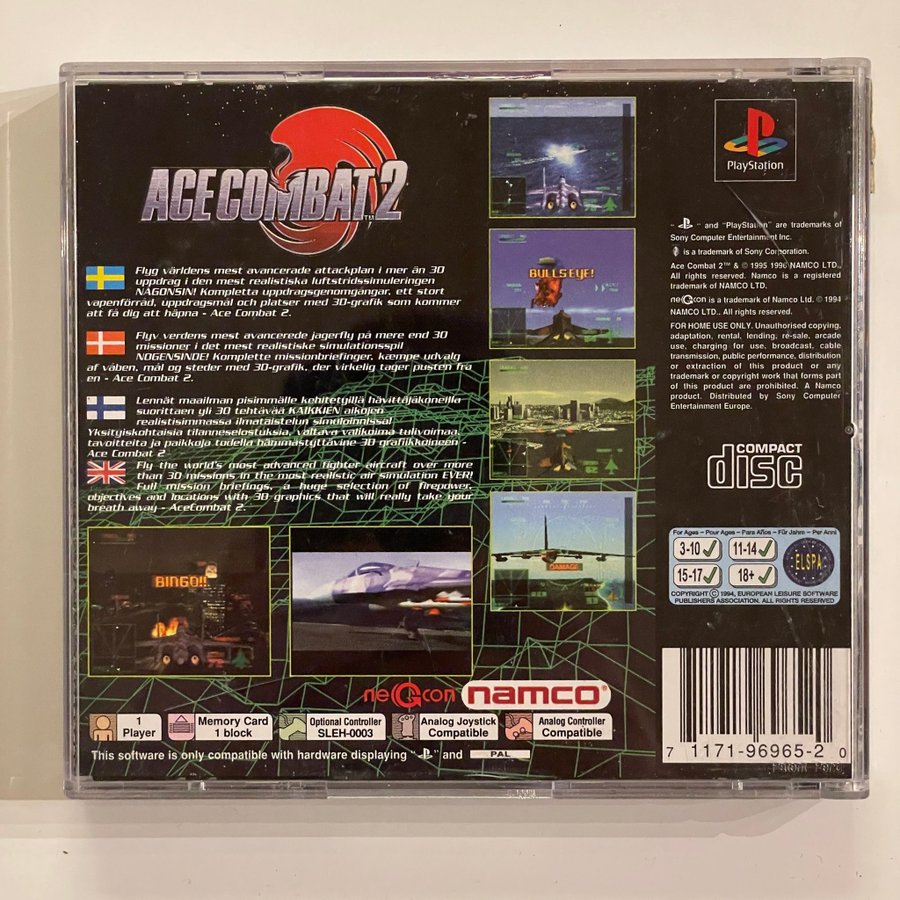 ACE COMBAT 2 TM
Flyg världens mest avancerade attackplan i mer än 30
uppdrag i den mest realistiska luftstridssimuleringen
NÅGONSIN! Kompletta uppdragsgenomgångar, ett stort
vapenförråd, uppdragsmål och platser med 3D-grafik som kommer
att få dig att häpna - Ace Combat 2.
Flyv verdens mest avancerede jagerfly på mere end 30
missioner i det mest realistiske simulationsspil
NOGENSINDE! Komplette missionbriefinger, kæmpe udvalg
af våben, mål og steder med 3D-grafik, der virkelig tager pusten fra
en - Ace Combat 2.
Lennät maailman pisimmälle kehitetyillä hävittäjäkoneilla
suorittaen yli 30 tehtävää KAIKKIEN aikojen
realistisimmassa ilmataistelun simuloinnissa!
Yksityiskohtaisia tilanneselostuksia, valtava valikoima tulivoimaa,
tavoitteita ja paikkoja todella hämmästyttävine 3D grafiikkoineen -
Ace Combat 2
Fly the world's most advanced fighter aircraft over more
than 30 missions in the most realistic air simulation EVER!
Full mission briefings, a huge selection of firepower,
objectives and locations with 3D graphics that will really take your
breath away - AceCombat 2.
BULLSEYE!
DAMAGE
BINGO!!
PlayStation
" " and "PlayStation" are trademarks of
Sony Computer Entertainment Inc.
is a trademark of Sony Corporation.
Ace Combat 2™ & © 1995 1996 NAMCO LTD.,
All rights reserved. Namco is a registered
trademark of NAMCO LTD.
neGcon is a trademark of Namco Ltd. © 1994
NAMCO LTD., All rights reserved.
FOR HOME USE ONLY. Unauthorised copying,
adaptation, rental, lending, re-sale, arcade
use, charging for use, broadcast, cable
transmission, public performance, distribution
or extraction of this product or any
trademark or copyright work that forms part
of this product are prohibited. A Namco
product. Distributed by Sony Computer
Entertainment Europe.
COMPACT
disc
For Ages – Pour Ages – Para Años – Für Jahre – Per Anni
3-10 11-14
15-17 18+
ELSPA
COPYRIGHT © 1994, EUROPEAN LEISURE SOFTWARE
PUBLISHERS ASSOCIATION. ALL RIGHTS RESERVED
neGcon namco®
1 Player
Memory Card 1 block
Optional Controller SLEH-0003
Analog Joystick Compatible
Analog Controller Compatible
This software is only compatible with hardware displaying " " and PAL
7 11719-6965-2 0
Patent Pend